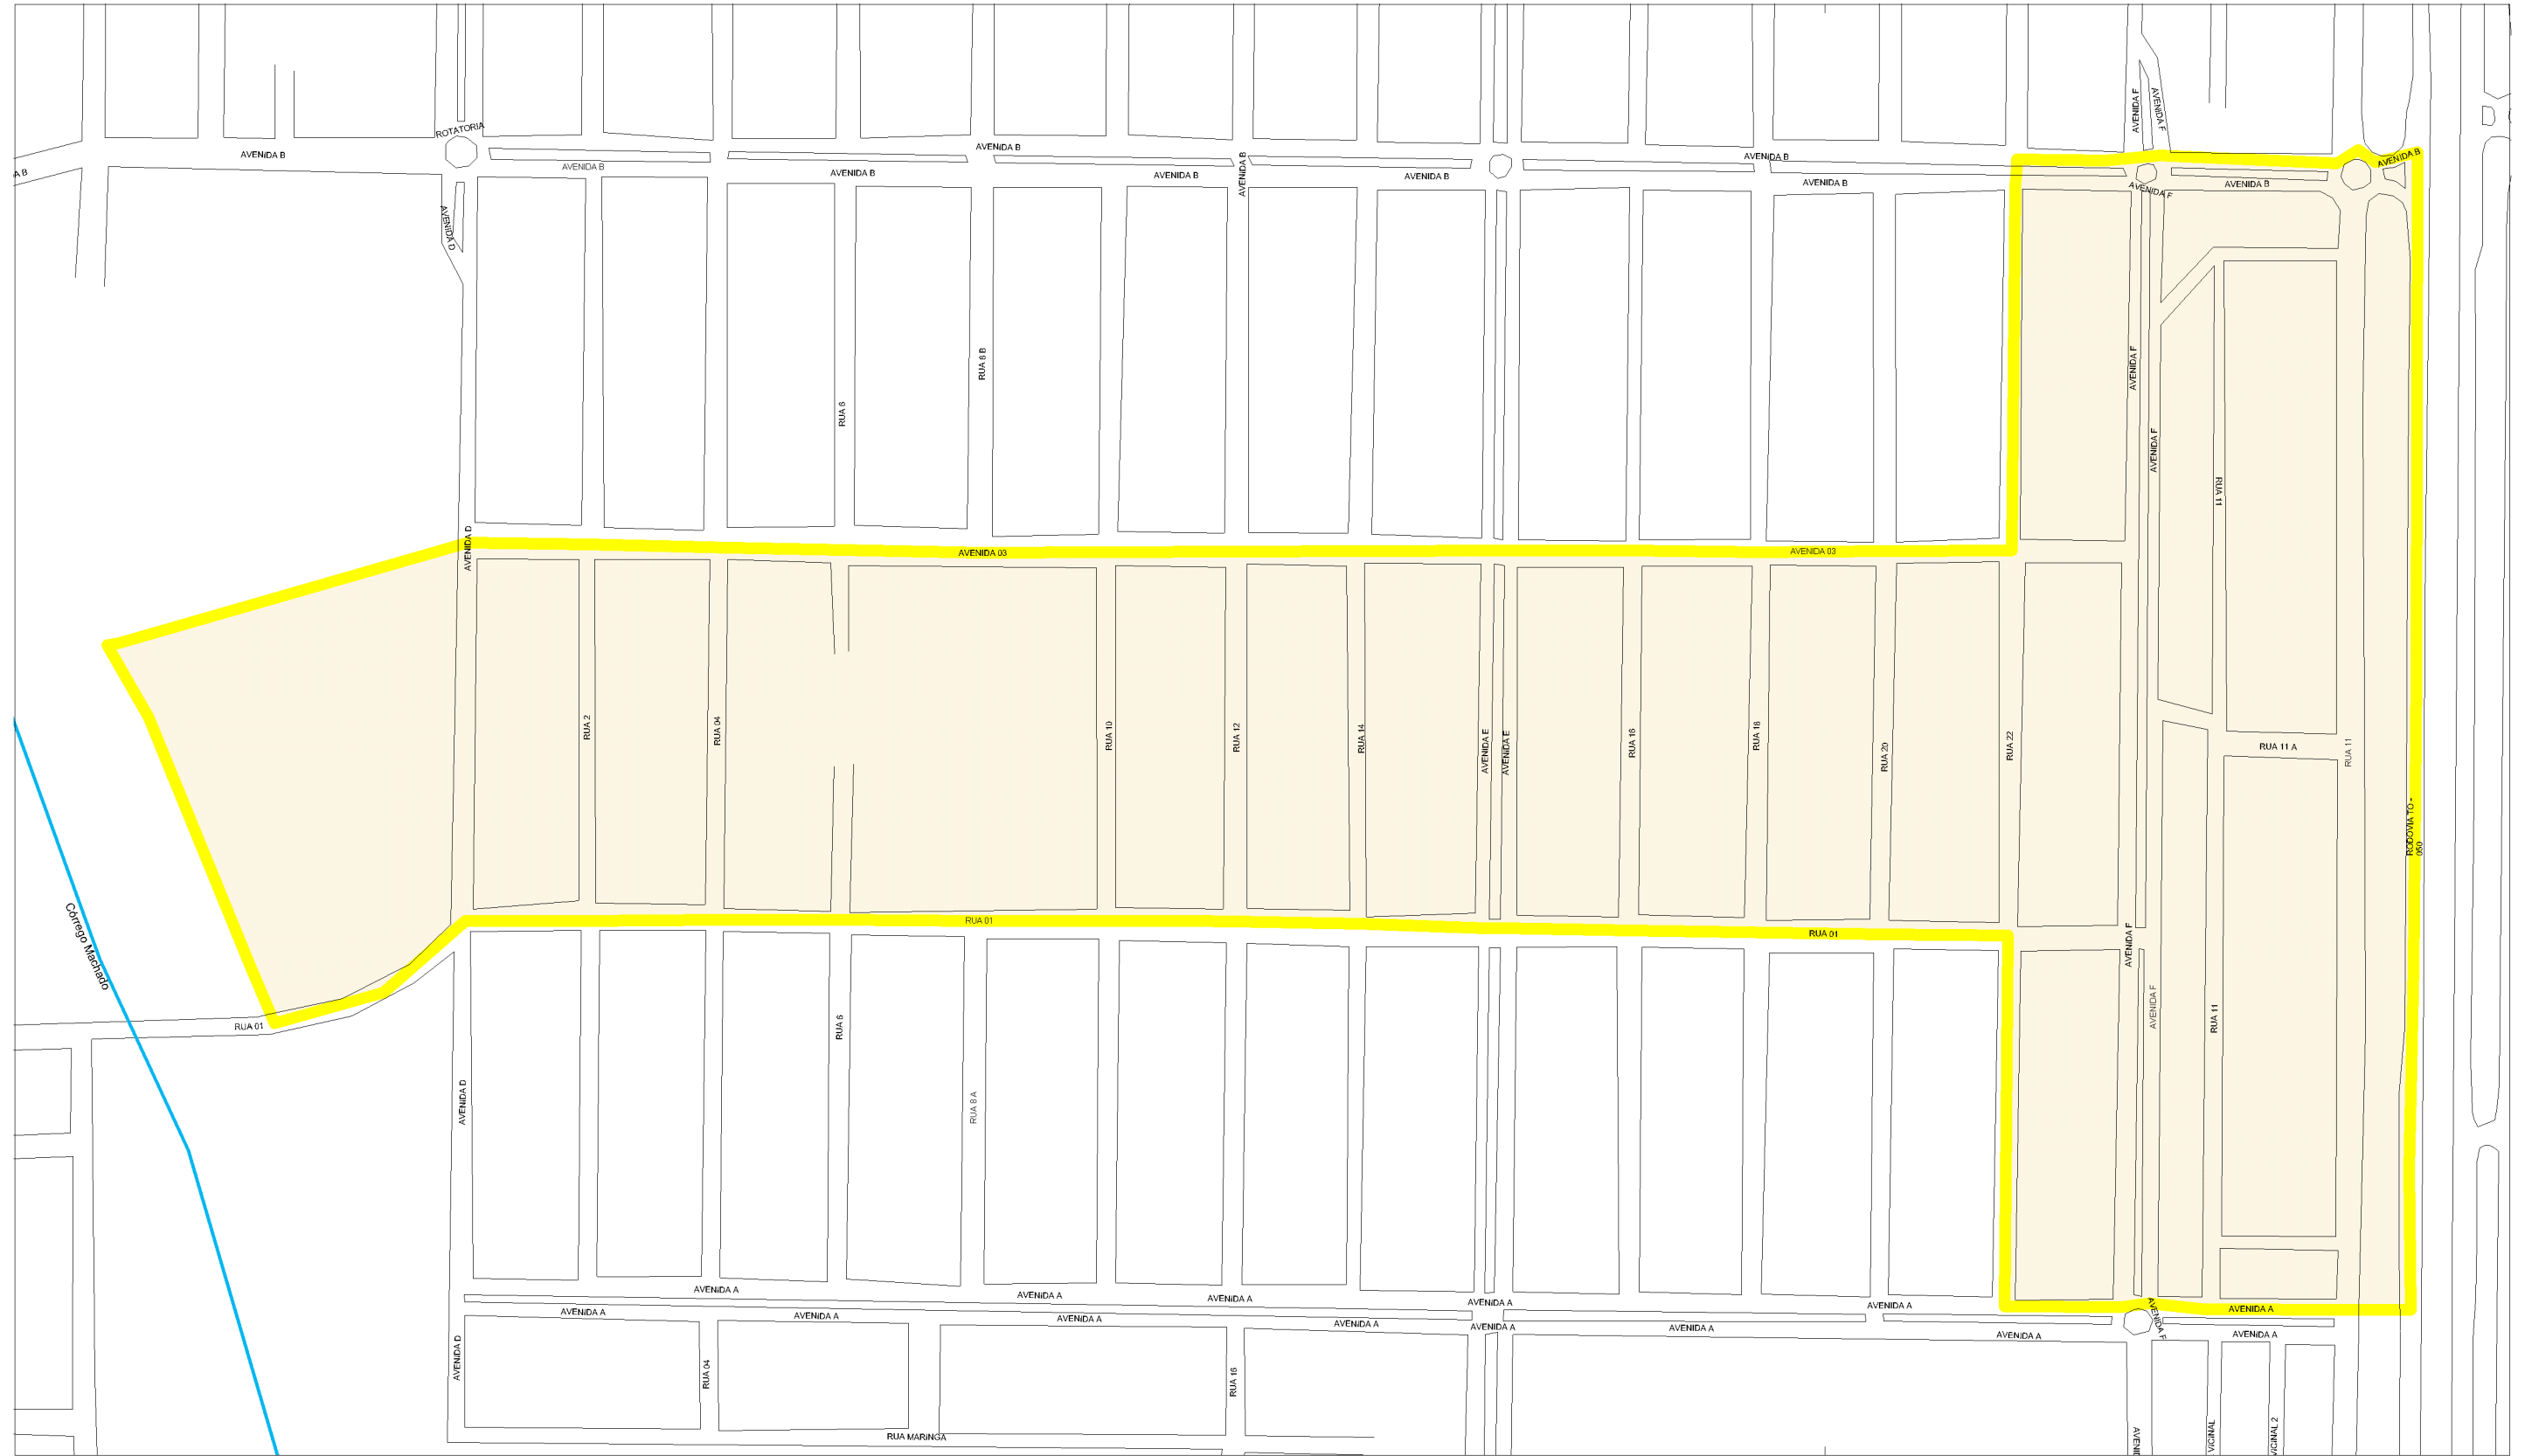 AVENIDA F
AVENIDA F
ROTATORIA
AVENIDA B
AVENIDA B
AVENIDA B
AVENIDA B
AVENIDA B
A B
AVENIDA B
AVENIDA B
AVENIDA B
AVENIDA B
AVENIDA B
AVENIDA B
AVENIDA B
AVENIDA F
AVENIDA D
RUA 8 B
RUA 6
AVENIDA F
AVENIDA F
RUA 11
AVENIDA D
AVENIDA 03
AVENIDA 03
RUA 2
RUA 04
RUA 10
RUA 12
RUA 14
AVENIDA E
AVENIDA E
RUA 16
RUA 18
RUA 20
RUA 22
RUA 11 A
RUA 11
RODOVIA TO -
050
RUA 01
RUA 01
Córrego Machado
AVENIDA F
RUA 01
RUA 6
AVENIDA F
RUA 11
AVENIDA D
RUA 8 A
AVENIDA A
AVENIDA A
AVENIDA A
AVENIDA A
AVENIDA A
AVENIDA A
AVENIDA A
AVENIDA A
AVENIDA A
AVENIDA A
AVENIDA A
AVENIDA A
AVENIDA A
AVENIDA A
AVENIDA F
AVENIDA D
RUA 04
RUA 16
RUA MARINGA
AVENI
VICINAL
VICINAL 2